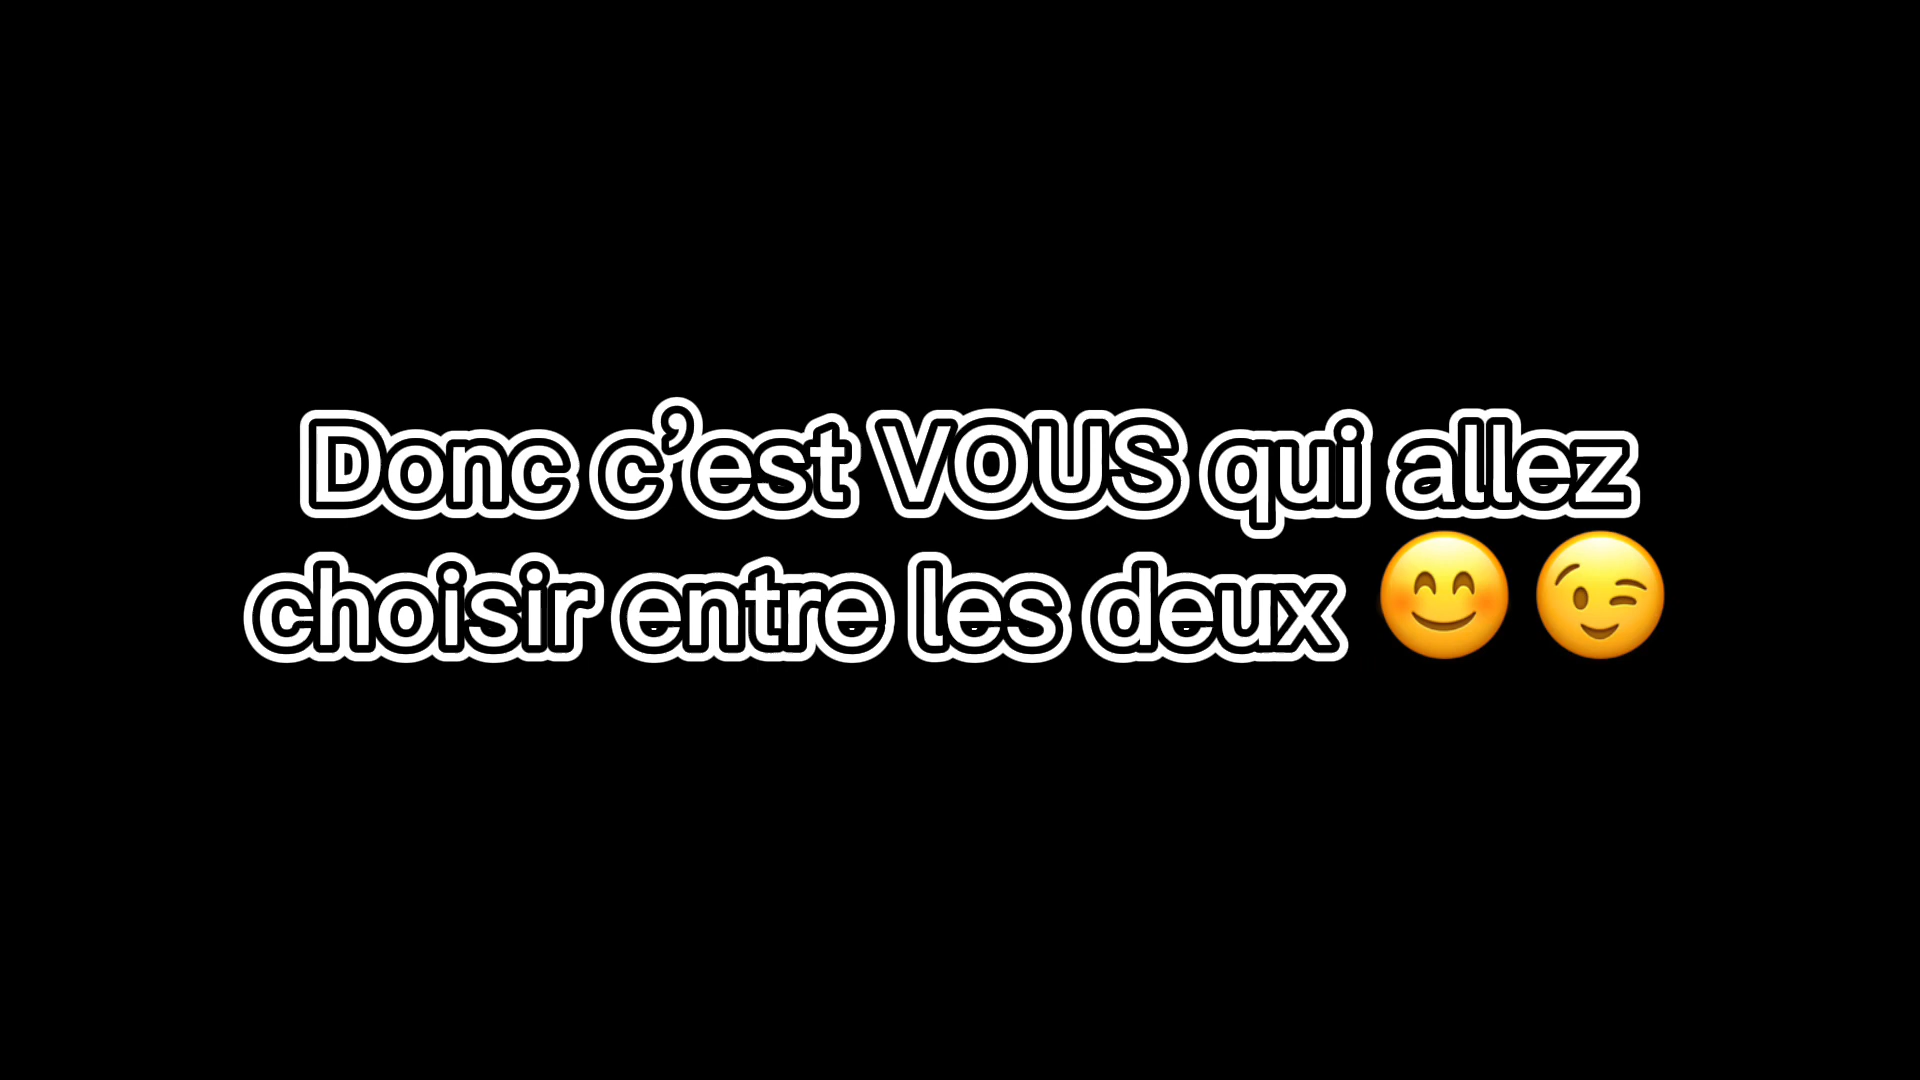 Donc c’est VOUS qui allez
choisir entre les deux 😊 😉